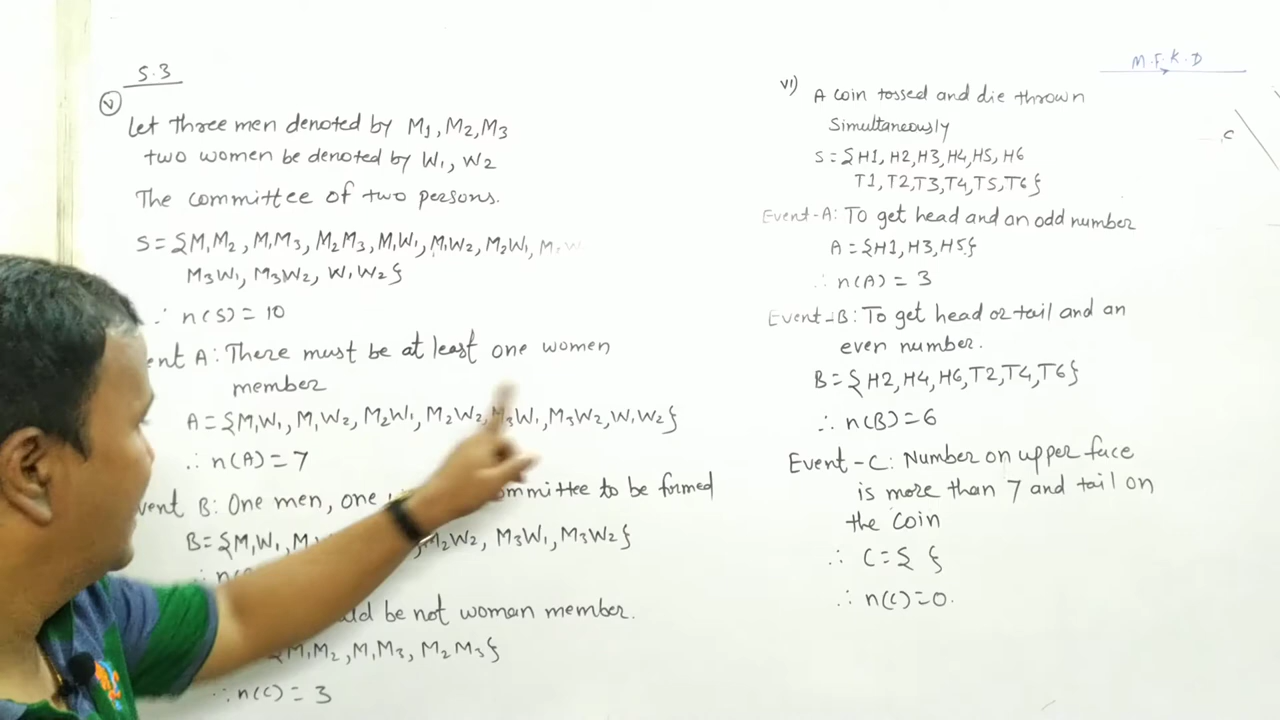 5.3
v
Let three men denoted by M1, M2, M3
two women be denoted by W1, W2
The committee of two persons.
S = {M1M2, M1M3, M2M3, M1W1, M1W2, M2W1, M2W
M3W1, M3W2, W1W2}
∴ n(S) = 10
ent A: There must be at least one women
member
A = {M1W1, M1W2, M2W1, M2W2, M3W1, M3W2, W1W2}
∴ n(A) = 7
vent B: One men, one committee to be formed
B = {M1W1, M2W2, M3W1, M3W2}
be not woman member.
M1M2, M1M3, M2M3}
∴ n(C) = 3
M.F.K.D
vi) A coin tossed and die thrown
Simultaneously
S = {H1, H2, H3, H4, H5, H6
T1, T2, T3, T4, T5, T6}
Event-A: To get head and an odd number
A = {H1, H3, H5}
∴ n(A) = 3
Event-B: To get head or tail and an
even number.
B = {H2, H4, H6, T2, T4, T6}
∴ n(B) = 6
Event-C: Number on upper face
is more than 7 and tail on
the coin
∴ C = { }
∴ n(C) = 0.
C